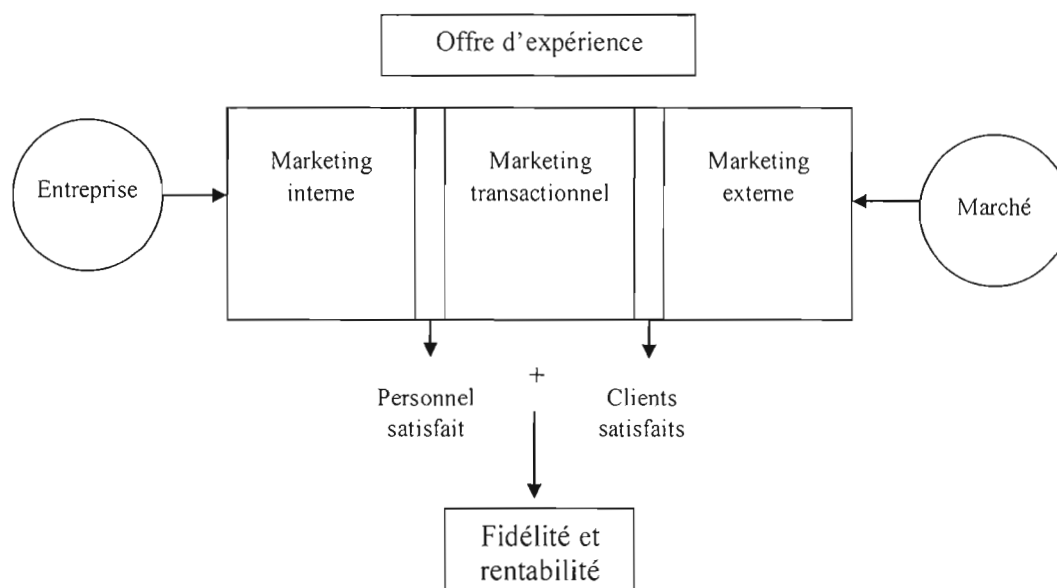 Offre d'expérience
Entreprise
Marketing
interne
Marketing
transactionnel
Marketing
externe
Marché
+
Personnel
satisfait
Clients
satisfaits
Fidélité et
rentabilité